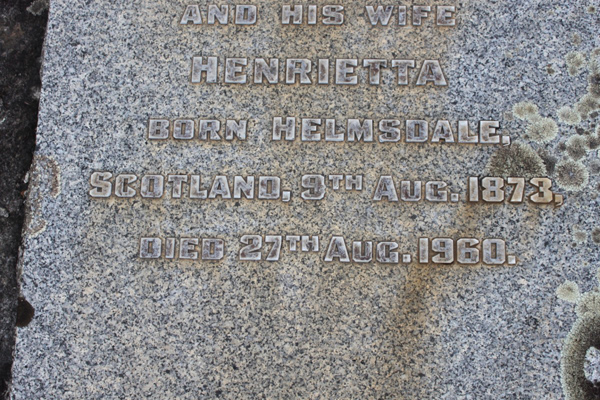 AND HIS WIFE
HENRIETTA
BORN HELMSDALE,
SCOTLAND, 9TH AUG. 1873,
DIED 27TH AUG. 1960.